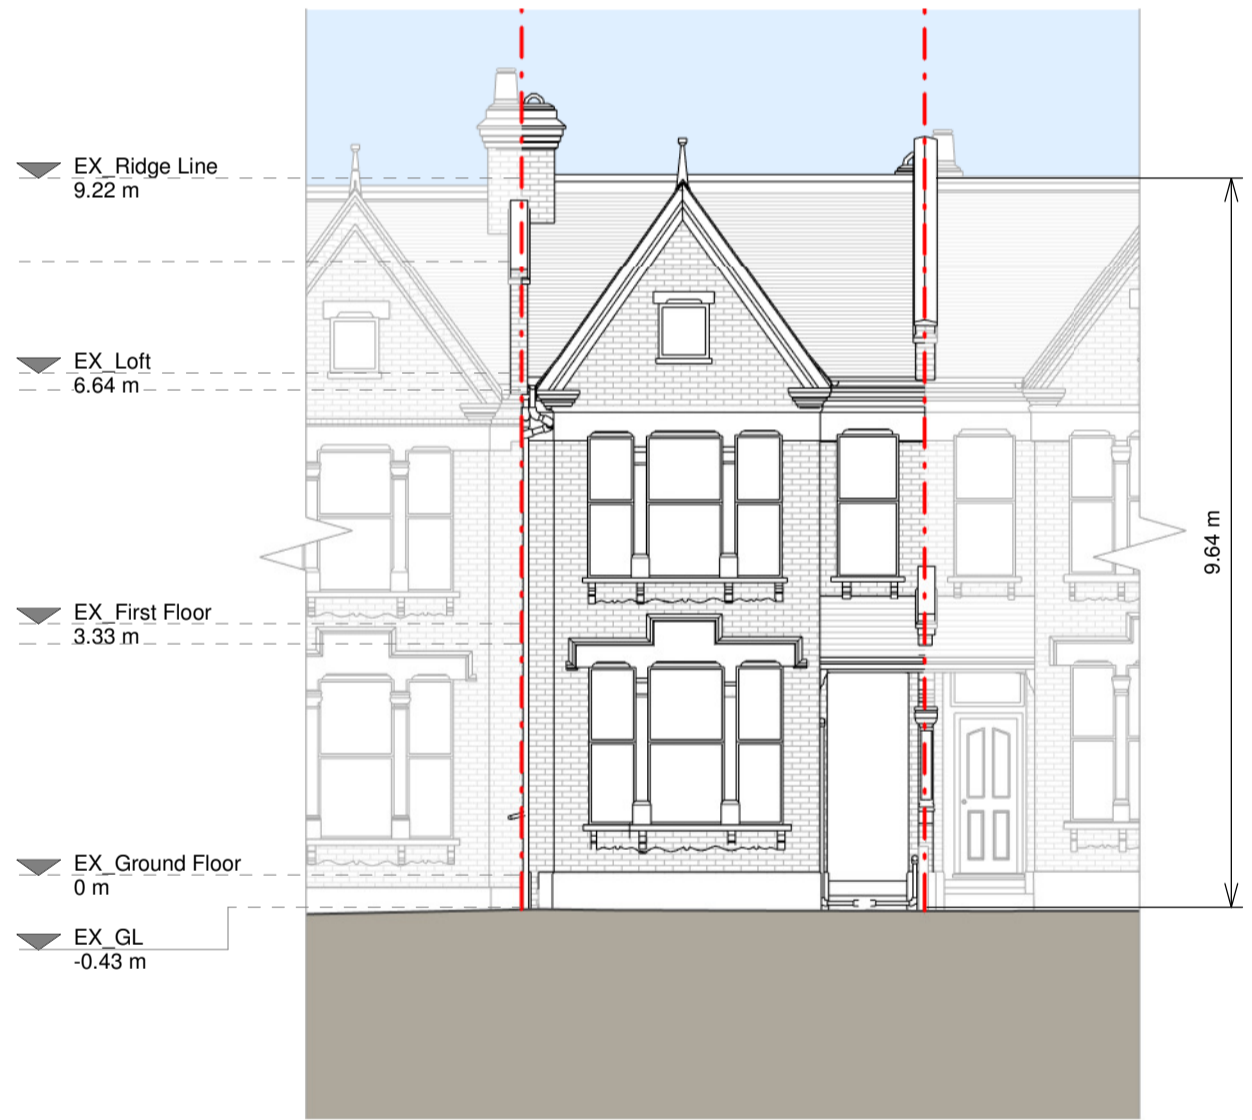 EX_Ridge Line
9.22 m
EX_Loft
6.64 m
9.64 m
EX_First Floor
3.33 m
EX_Ground Floor
0 m
EX_GL
-0.43 m